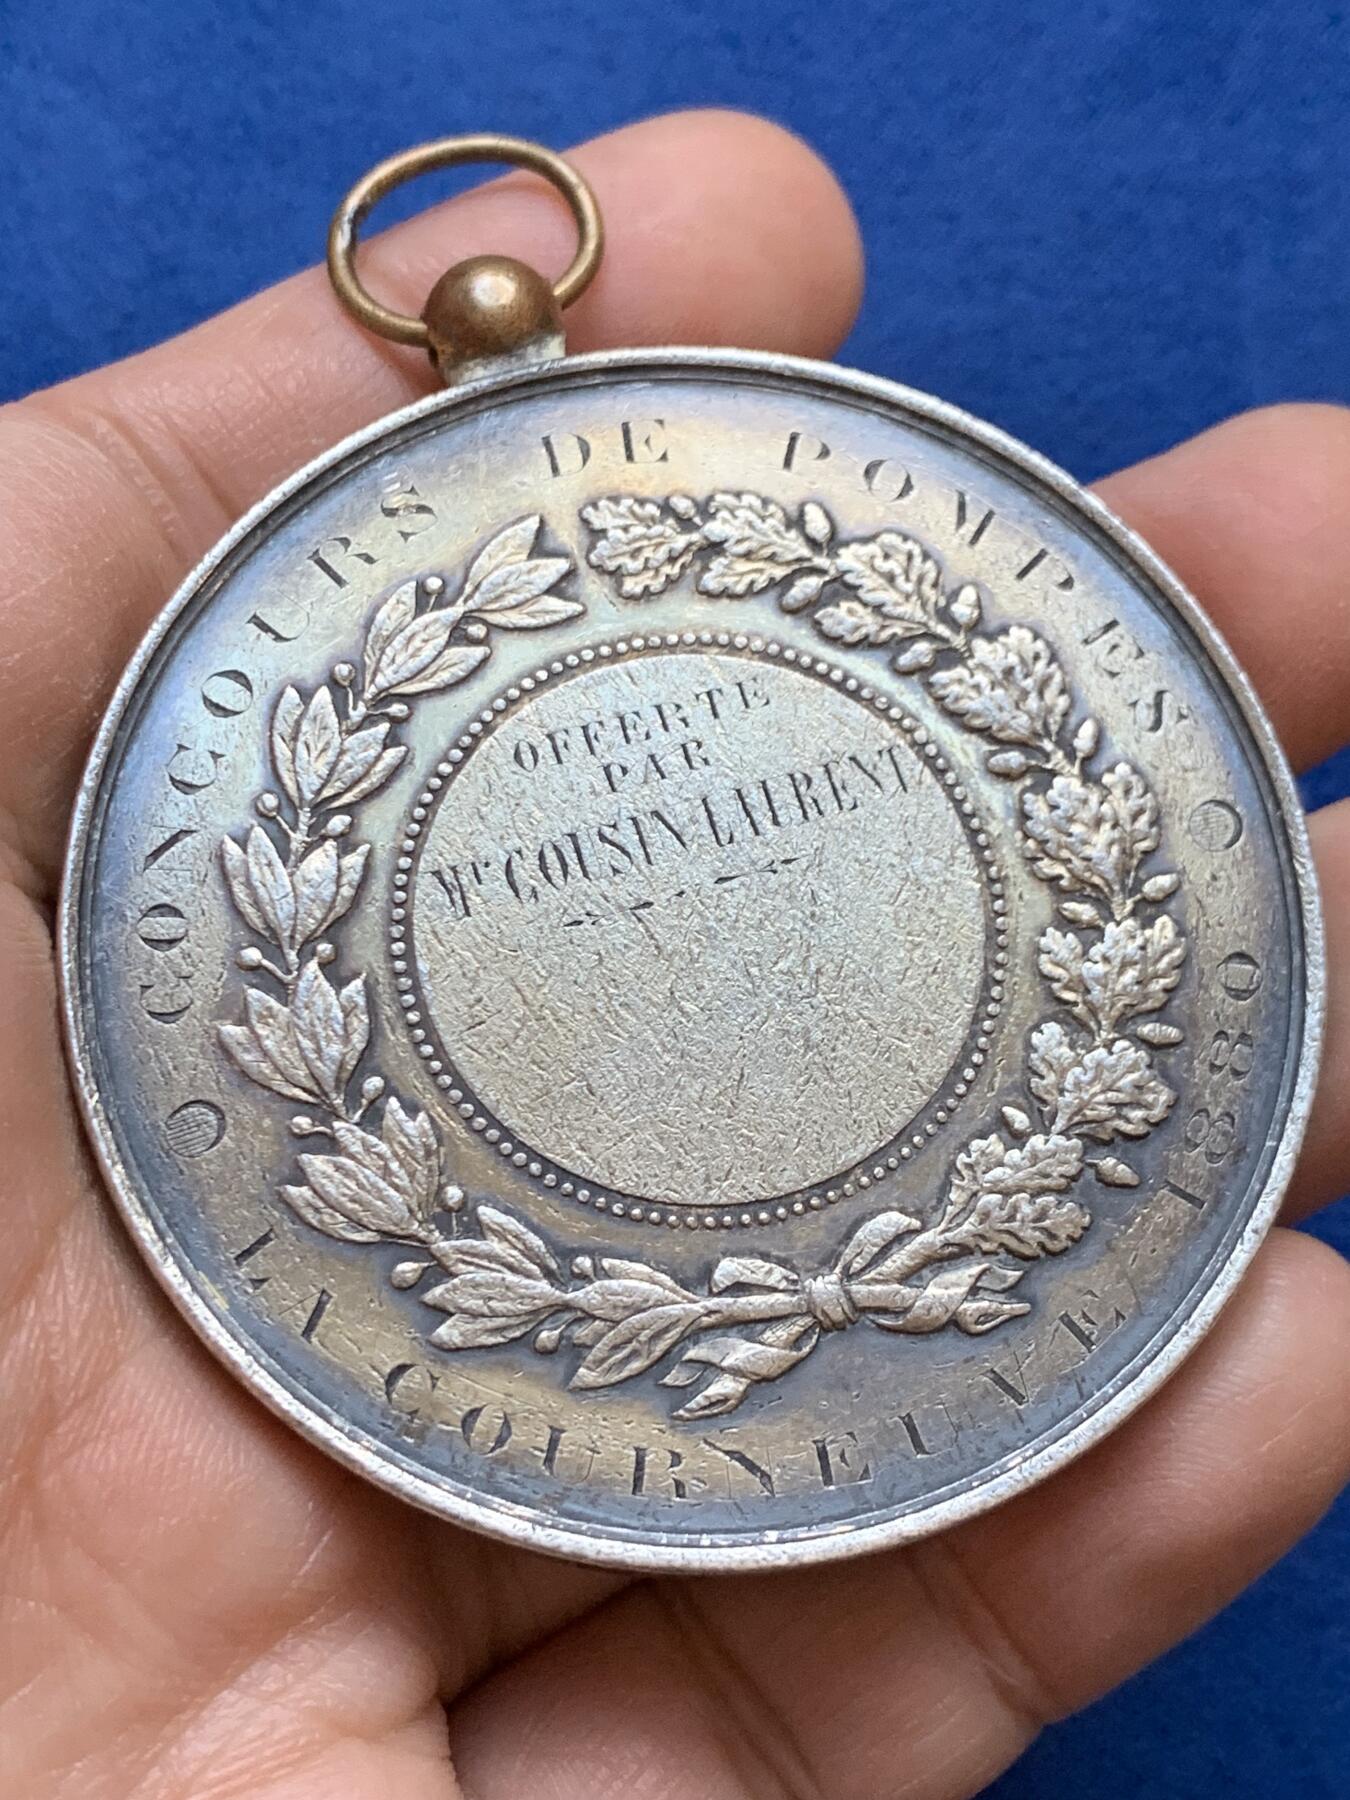 CONCOURS DE POMPES
OFFERTE
PAR
Mr COUSIN-LAURENT
LA COURNEUVE 1880